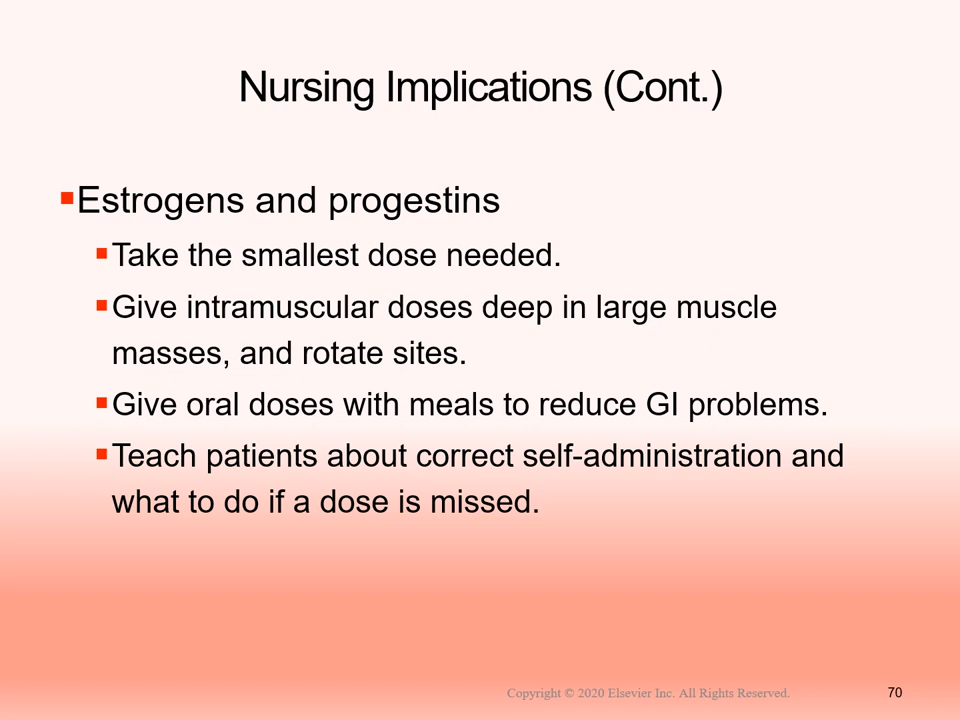 Nursing Implications (Cont.)
Estrogens and progestins
Take the smallest dose needed.
Give intramuscular doses deep in large muscle
masses, and rotate sites.
Give oral doses with meals to reduce GI problems.
Teach patients about correct self-administration and
what to do if a dose is missed.
Copyright © 2020 Elsevier Inc. All Rights Reserved.
70